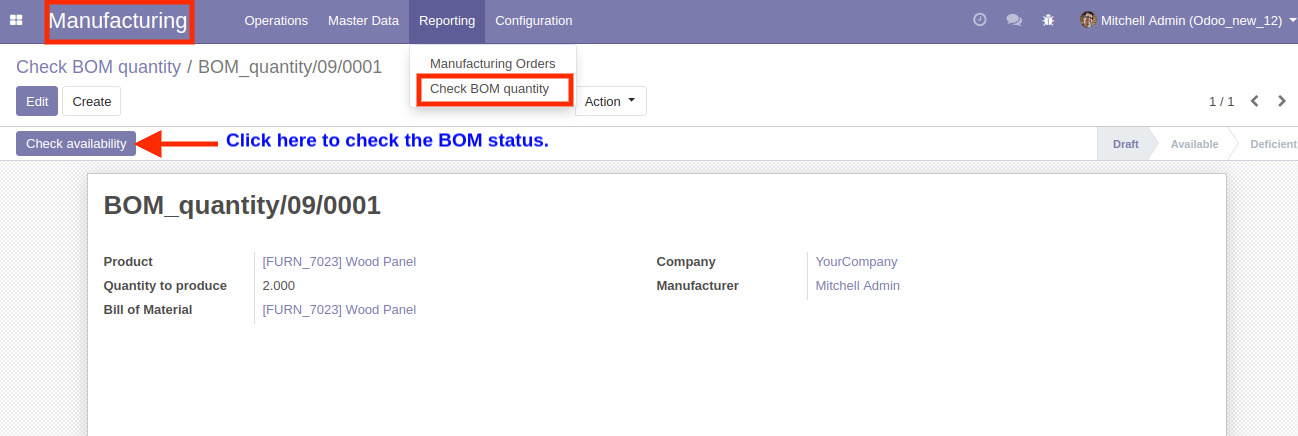 Manufacturing Operations Master Data Reporting Configuration Mitchell Admin (Odoo_new_12)
Manufacturing Orders
Check BOM quantity
Check BOM quantity / BOM_quantity/09/0001
Edit Create Action 1 / 1
Check availability Click here to check the BOM status. Draft Available Deficient
BOM_quantity/09/0001
Product [FURN_7023] Wood Panel Company YourCompany
Quantity to produce 2.000 Manufacturer Mitchell Admin
Bill of Material [FURN_7023] Wood Panel